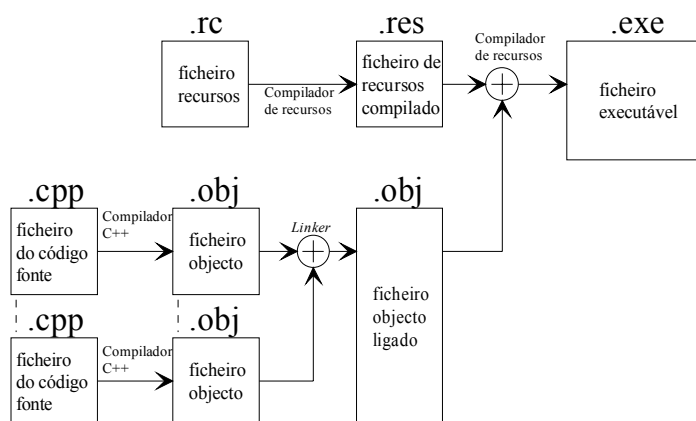 .rc
.res
.exe
ficheiro
recursos
Compilador
de recursos
ficheiro de
recursos
compilado
Compilador
de recursos
ficheiro
executável
.cpp
.obj
.obj
ficheiro
do código
fonte
Compilador
C++
ficheiro
objecto
Linker
ficheiro
objecto
ligado
.cpp
.obj
ficheiro
do código
fonte
Compilador
C++
ficheiro
objecto